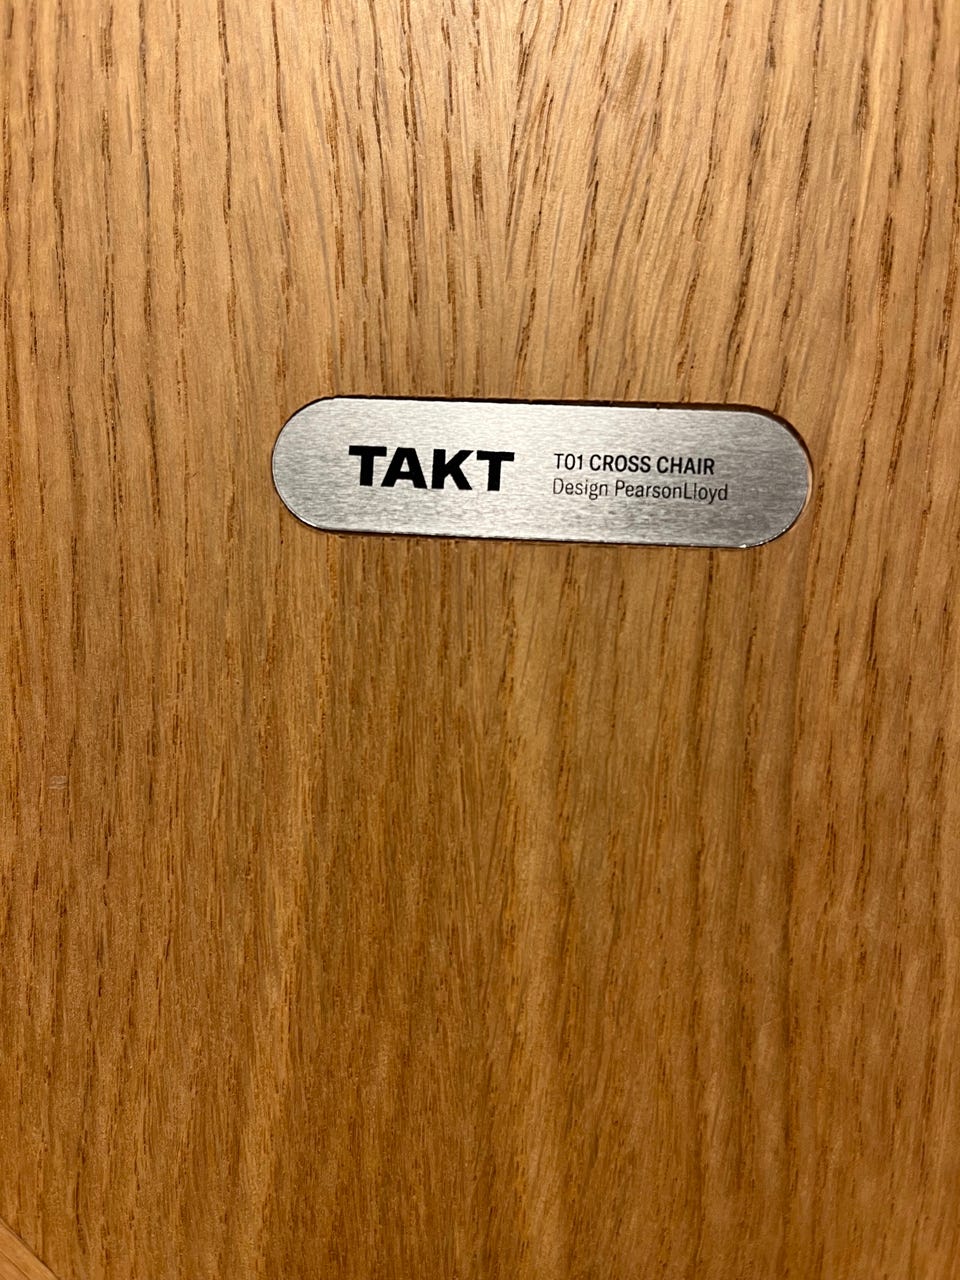 TAKT
T01 CROSS CHAIR
Design PearsonLloyd